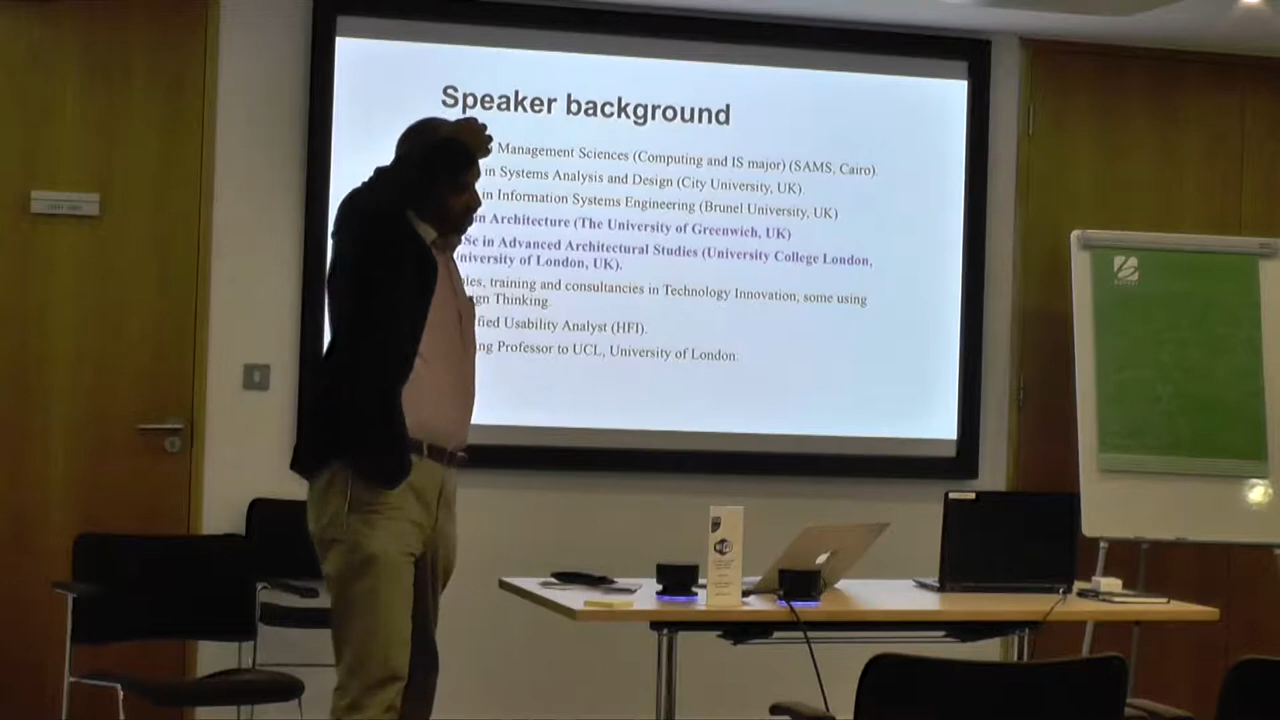 Speaker background
Management Sciences (Computing and IS major) (SAMS, Cairo).
in Systems Analysis and Design (City University, UK).
in Information Systems Engineering (Brunel University, UK)
in Architecture (The University of Greenwich, UK)
Sc in Advanced Architectural Studies (University College London,
niversity of London, UK).
training and consultancies in Technology Innovation, some using
gn Thinking.
fied Usability Analyst (HFI).
ng Professor to UCL, University of London.